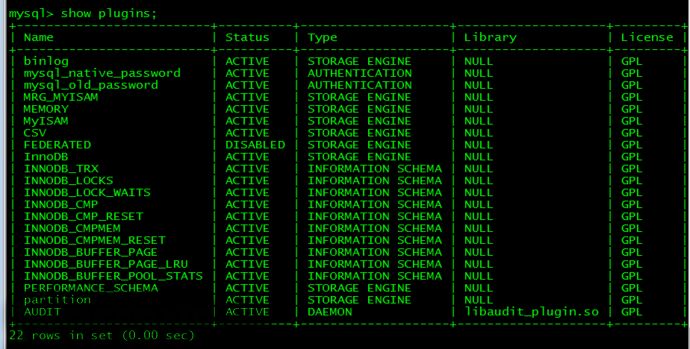 mysql> show plugins;
+----------------------------+----------+--------------------+--------------------+---------+
| Name | Status | Type | Library | License |
+----------------------------+----------+--------------------+--------------------+---------+
| binlog | ACTIVE | STORAGE ENGINE | NULL | GPL |
| mysql_native_password | ACTIVE | AUTHENTICATION | NULL | GPL |
| mysql_old_password | ACTIVE | AUTHENTICATION | NULL | GPL |
| MRG_MYISAM | ACTIVE | STORAGE ENGINE | NULL | GPL |
| MEMORY | ACTIVE | STORAGE ENGINE | NULL | GPL |
| MyISAM | ACTIVE | STORAGE ENGINE | NULL | GPL |
| CSV | ACTIVE | STORAGE ENGINE | NULL | GPL |
| FEDERATED | DISABLED | STORAGE ENGINE | NULL | GPL |
| InnoDB | ACTIVE | STORAGE ENGINE | NULL | GPL |
| INNODB_TRX | ACTIVE | INFORMATION SCHEMA | NULL | GPL |
| INNODB_LOCKS | ACTIVE | INFORMATION SCHEMA | NULL | GPL |
| INNODB_LOCK_WAITS | ACTIVE | INFORMATION SCHEMA | NULL | GPL |
| INNODB_CMP | ACTIVE | INFORMATION SCHEMA | NULL | GPL |
| INNODB_CMP_RESET | ACTIVE | INFORMATION SCHEMA | NULL | GPL |
| INNODB_CMPMEM | ACTIVE | INFORMATION SCHEMA | NULL | GPL |
| INNODB_CMPMEM_RESET | ACTIVE | INFORMATION SCHEMA | NULL | GPL |
| INNODB_BUFFER_PAGE | ACTIVE | INFORMATION SCHEMA | NULL | GPL |
| INNODB_BUFFER_PAGE_LRU | ACTIVE | INFORMATION SCHEMA | NULL | GPL |
| INNODB_BUFFER_POOL_STATS | ACTIVE | INFORMATION SCHEMA | NULL | GPL |
| PERFORMANCE_SCHEMA | ACTIVE | STORAGE ENGINE | NULL | GPL |
| partition | ACTIVE | STORAGE ENGINE | NULL | GPL |
| AUDIT | ACTIVE | DAEMON | libaudit_plugin.so | GPL |
+----------------------------+----------+--------------------+--------------------+---------+
22 rows in set (0.00 sec)